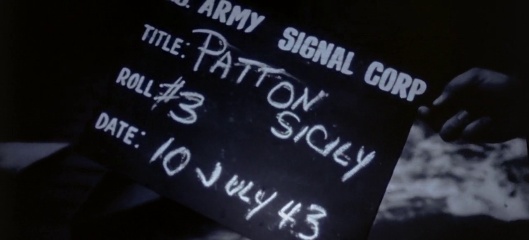 ARMY SIGNAL CORP
TITLE: PATTON
SICILY
ROLL #3
DATE: 10 JULY 43